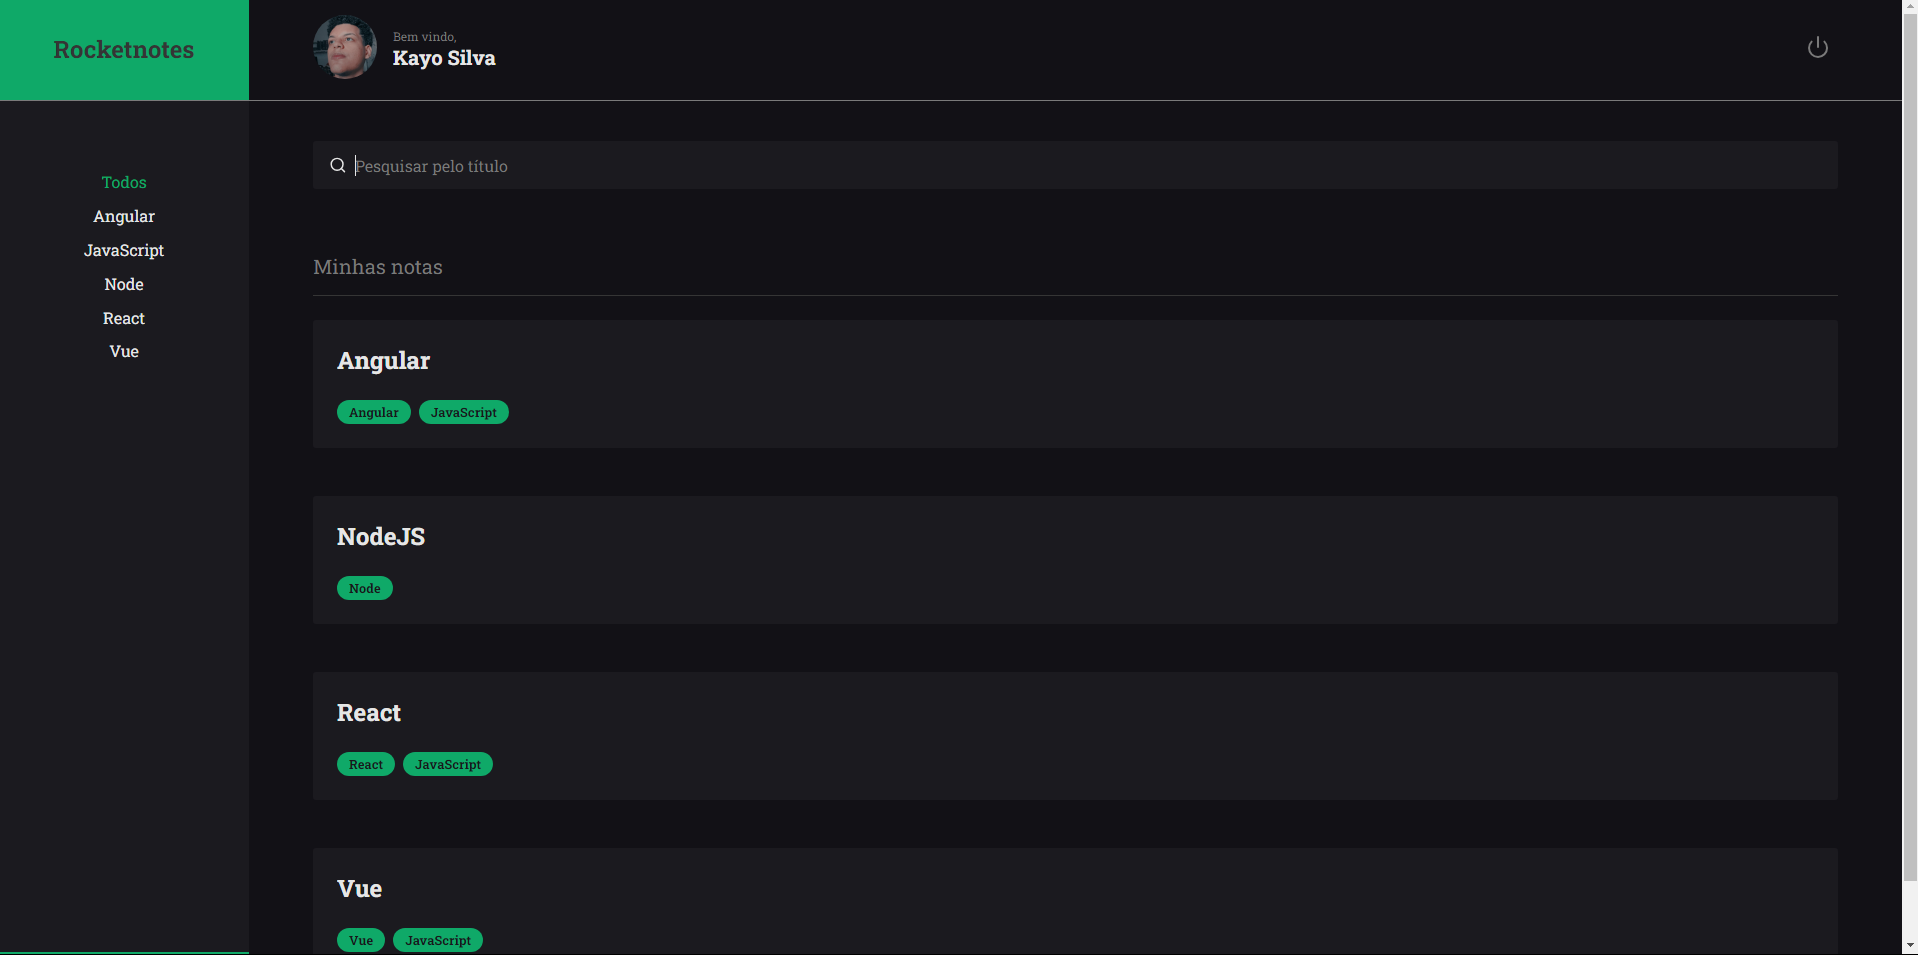 Rocketnotes
Bem vindo,
Kayo Silva
Todos
Angular
JavaScript
Node
React
Vue
Pesquisar pelo título
Minhas notas
Angular
Angular JavaScript
NodeJS
Node
React
React JavaScript
Vue
Vue JavaScript